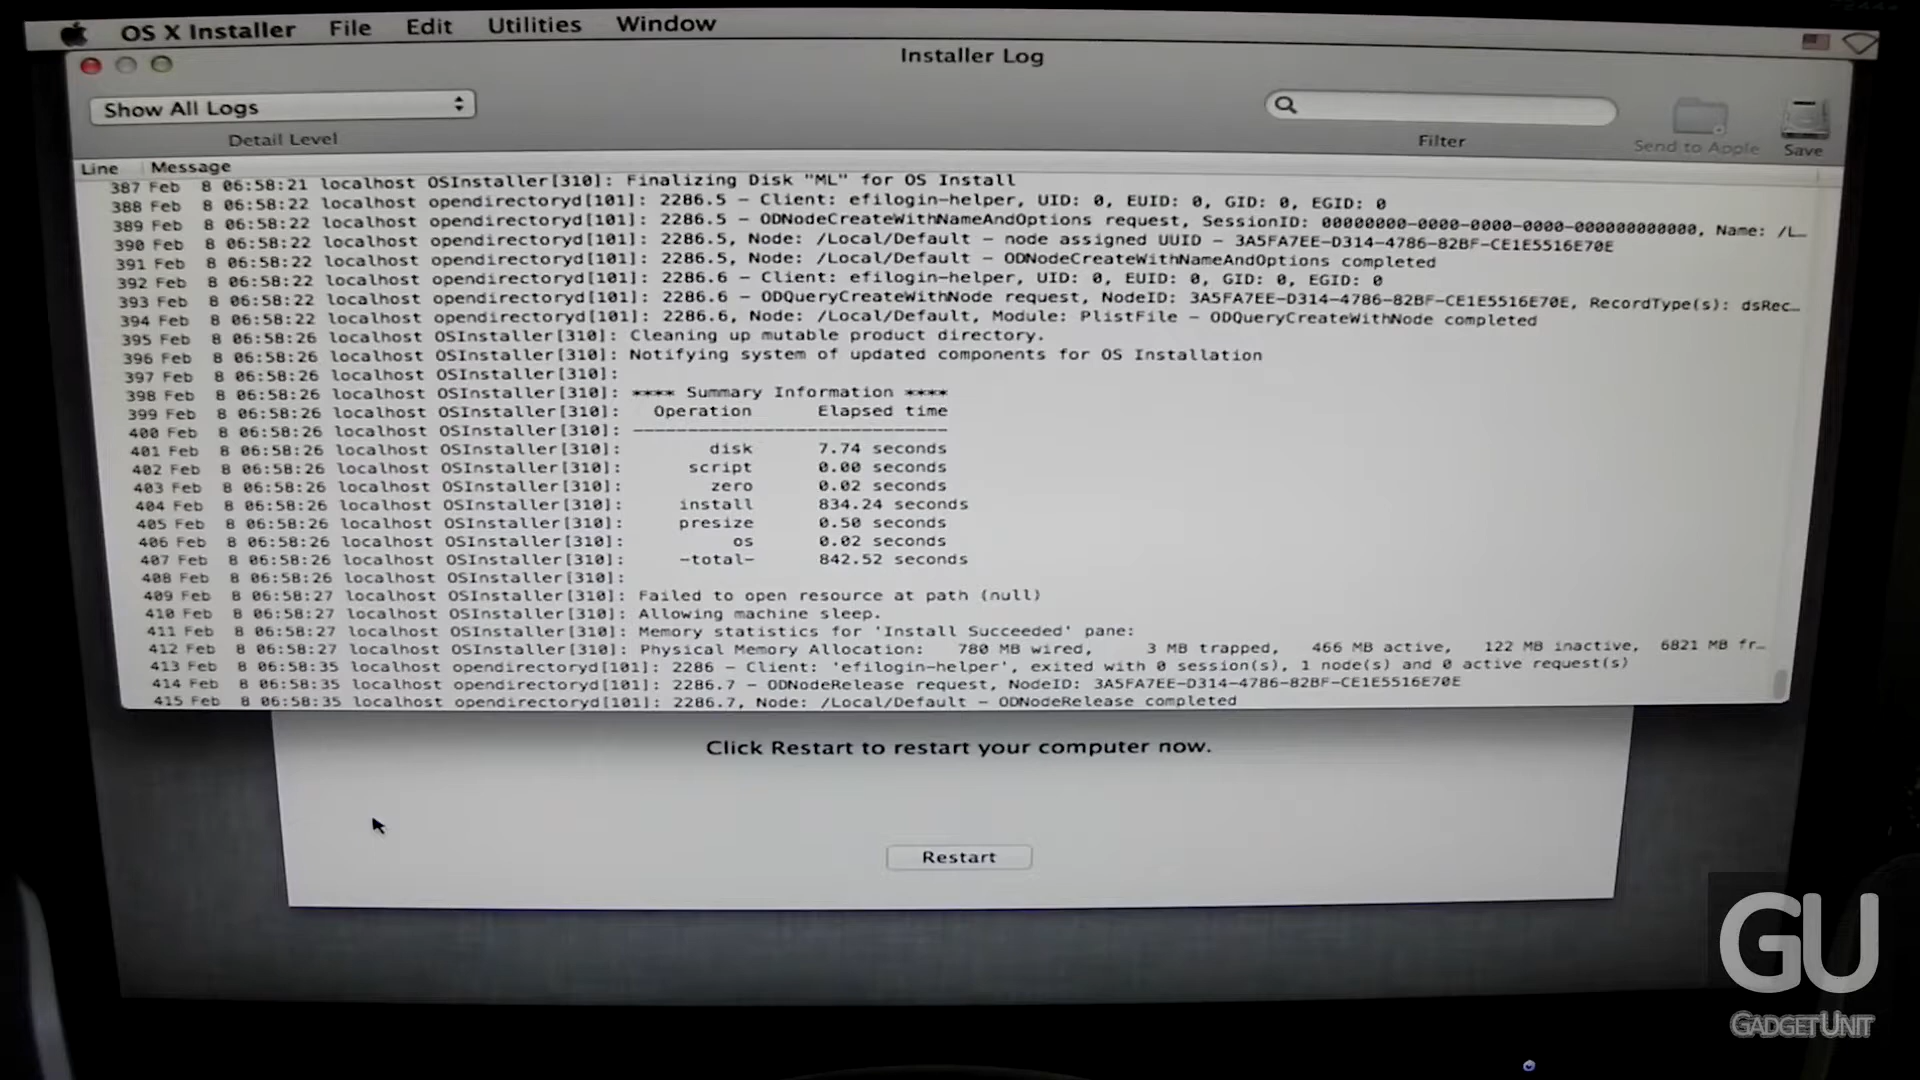 OS X Installer File Edit Utilities Window
Installer Log
Show All Logs
Detail Level
Filter
Send to Apple
Save
Line Message
387 Feb 8 06:58:21 localhost OSInstaller[310]: Finalizing Disk "ML" for OS Install
388 Feb 8 06:58:22 localhost opendirectoryd[101]: 2286.5 – Client: efilogin-helper, UID: 0, EUID: 0, GID: 0, EGID: 0
389 Feb 8 06:58:22 localhost opendirectoryd[101]: 2286.5 – ODNodeCreateWithNameAndOptions request, SessionID: 00000000-0000-0000-0000-000000000000, Name: /L…
390 Feb 8 06:58:22 localhost opendirectoryd[101]: 2286.5, Node: /Local/Default – node assigned UUID – 3A5FA7EE-D314-4786-82BF-CE1E5516E70E
391 Feb 8 06:58:22 localhost opendirectoryd[101]: 2286.5, Node: /Local/Default – ODNodeCreateWithNameAndOptions completed
392 Feb 8 06:58:22 localhost opendirectoryd[101]: 2286.6 – Client: efilogin-helper, UID: 0, EUID: 0, GID: 0, EGID: 0
393 Feb 8 06:58:22 localhost opendirectoryd[101]: 2286.6 – ODQueryCreateWithNode request, NodeID: 3A5FA7EE-D314-4786-82BF-CE1E5516E70E, RecordType(s): dsRec…
394 Feb 8 06:58:22 localhost opendirectoryd[101]: 2286.6, Node: /Local/Default, Module: PlistFile – ODQueryCreateWithNode completed
395 Feb 8 06:58:26 localhost OSInstaller[310]: Cleaning up mutable product directory.
396 Feb 8 06:58:26 localhost OSInstaller[310]: Notifying system of updated components for OS Installation
397 Feb 8 06:58:26 localhost OSInstaller[310]:
398 Feb 8 06:58:26 localhost OSInstaller[310]: **** Summary Information ****
399 Feb 8 06:58:26 localhost OSInstaller[310]: Operation Elapsed time
400 Feb 8 06:58:26 localhost OSInstaller[310]: -----------------------------
401 Feb 8 06:58:26 localhost OSInstaller[310]: disk 7.74 seconds
402 Feb 8 06:58:26 localhost OSInstaller[310]: script 0.00 seconds
403 Feb 8 06:58:26 localhost OSInstaller[310]: zero 0.02 seconds
404 Feb 8 06:58:26 localhost OSInstaller[310]: install 834.24 seconds
405 Feb 8 06:58:26 localhost OSInstaller[310]: presize 0.50 seconds
406 Feb 8 06:58:26 localhost OSInstaller[310]: os 0.02 seconds
407 Feb 8 06:58:26 localhost OSInstaller[310]: -total- 842.52 seconds
408 Feb 8 06:58:26 localhost OSInstaller[310]:
409 Feb 8 06:58:27 localhost OSInstaller[310]: Failed to open resource at path (null)
410 Feb 8 06:58:27 localhost OSInstaller[310]: Allowing machine sleep.
411 Feb 8 06:58:27 localhost OSInstaller[310]: Memory statistics for 'Install Succeeded' pane:
412 Feb 8 06:58:27 localhost OSInstaller[310]: Physical Memory Allocation: 780 MB wired, 3 MB trapped, 466 MB active, 122 MB inactive, 6821 MB fr…
413 Feb 8 06:58:35 localhost opendirectoryd[101]: 2286 – Client: 'efilogin-helper', exited with 0 session(s), 1 node(s) and 0 active request(s)
414 Feb 8 06:58:35 localhost opendirectoryd[101]: 2286.7 – ODNodeRelease request, NodeID: 3A5FA7EE-D314-4786-82BF-CE1E5516E70E
415 Feb 8 06:58:35 localhost opendirectoryd[101]: 2286.7, Node: /Local/Default – ODNodeRelease completed
Click Restart to restart your computer now.
Restart
GU
GADGETUNIT